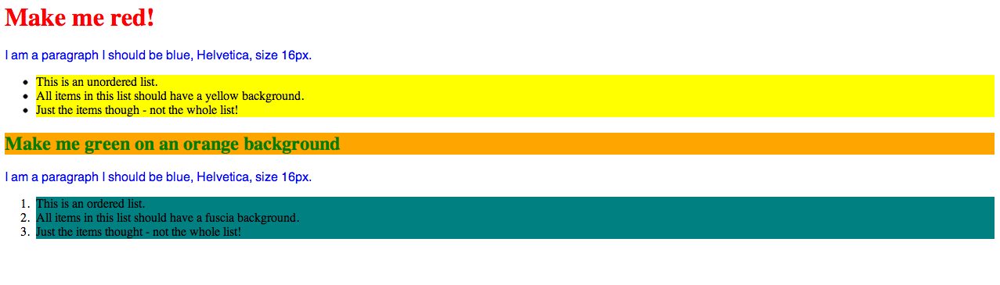 Make me red!
I am a paragraph I should be blue, Helvetica, size 16px.
• This is an unordered list.
• All items in this list should have a yellow background.
• Just the items though - not the whole list!
Make me green on an orange background
I am a paragraph I should be blue, Helvetica, size 16px.
1. This is an ordered list.
2. All items in this list should have a fuscia background.
3. Just the items thought - not the whole list!